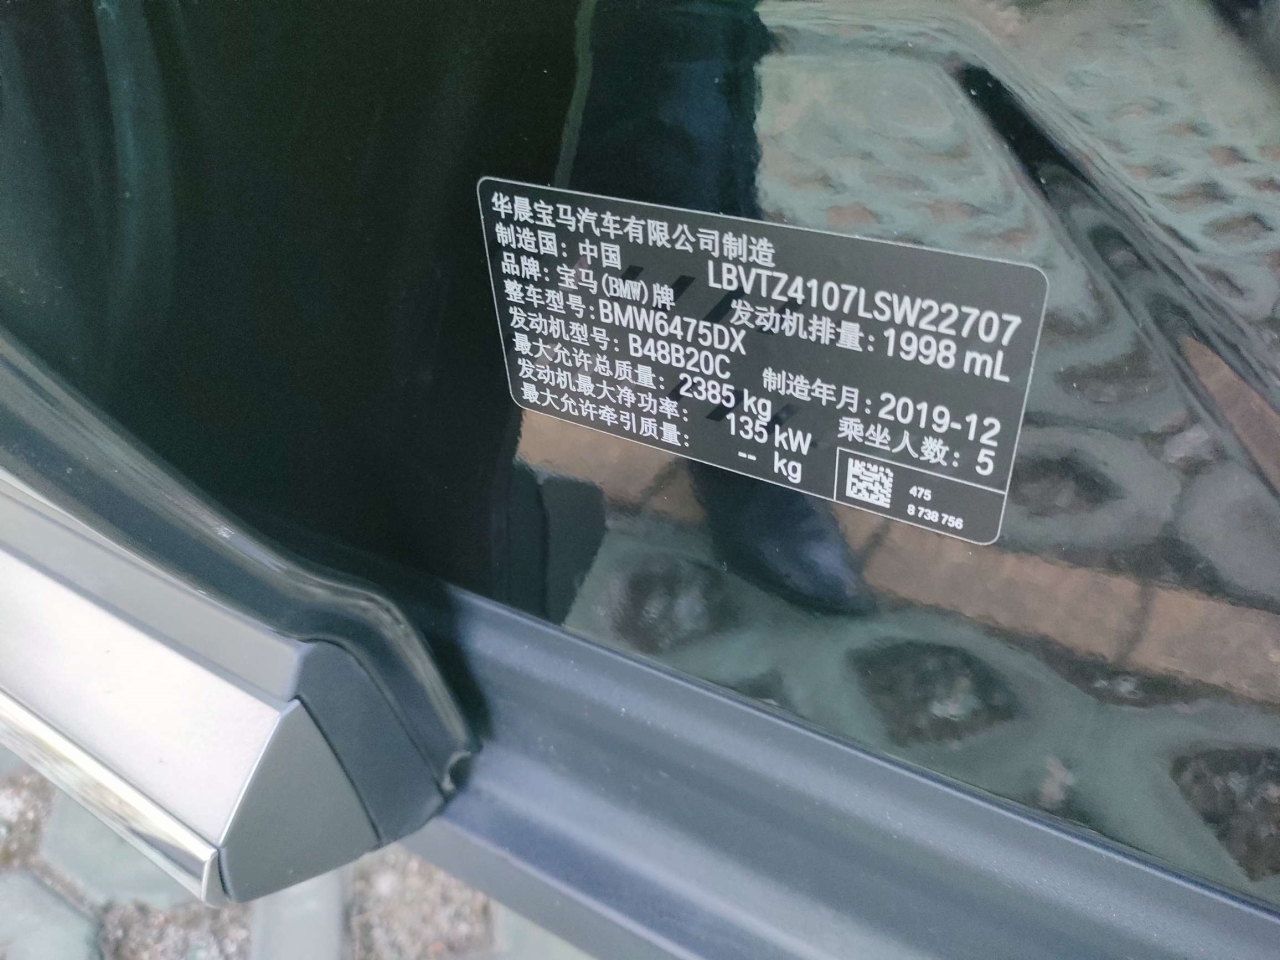 华晨宝马汽车有限公司制造
制造国：中国 LBVTZ4107LSW22707
品牌：宝马(BMW)牌 发动机排量：1998 mL
整车型号：BMW6475DX
发动机型号：B48B20C 制造年月：2019-12
最大允许总质量：2385 kg 乘坐人数：5
发动机最大净功率：135 kW
最大允许牵引质量：-- kg
475
8 738 756